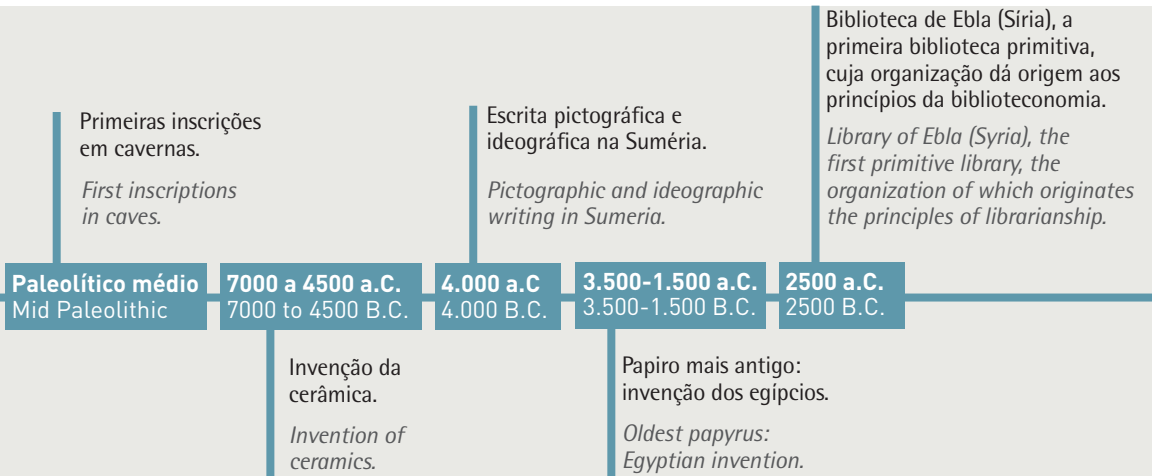 Primeiras inscrições
em cavernas.
First inscriptions
in caves.
Paleolítico médio
Mid Paleolithic
7000 a 4500 a.C.
7000 to 4500 B.C.
Invenção da
cerâmica.
Invention of
ceramics.
Escrita pictográfica e
ideográfica na Suméria.
Pictographic and ideographic
writing in Sumeria.
4.000 a.C
4.000 B.C.
3.500-1.500 a.C.
3.500-1.500 B.C.
Papiro mais antigo:
invenção dos egípcios.
Oldest papyrus:
Egyptian invention.
Biblioteca de Ebla (Síria), a
primeira biblioteca primitiva,
cuja organização dá origem aos
princípios da biblioteconomia.
Library of Ebla (Syria), the
first primitive library, the
organization of which originates
the principles of librarianship.
2500 a.C.
2500 B.C.